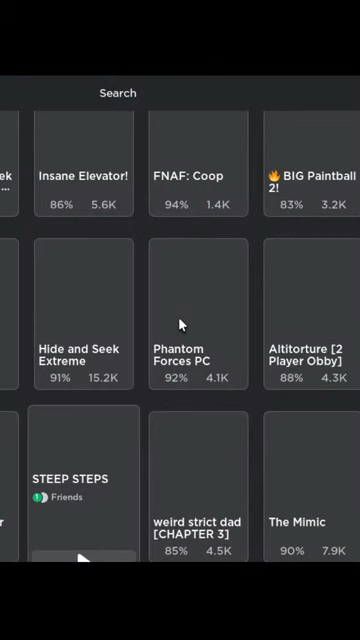 Search
ek
...
Insane Elevator!
86% 5.6K
FNAF: Coop
94% 1.4K
🔥 BIG Paintball
2!
83% 3.2K
Hide and Seek
Extreme
91% 15.2K
Phantom
Forces PC
92% 4.1K
Altitorture [2
Player Obby]
88% 4.3K
r
STEEP STEPS
1 Friends
weird strict dad
[CHAPTER 3]
85% 4.5K
The Mimic
90% 7.9K